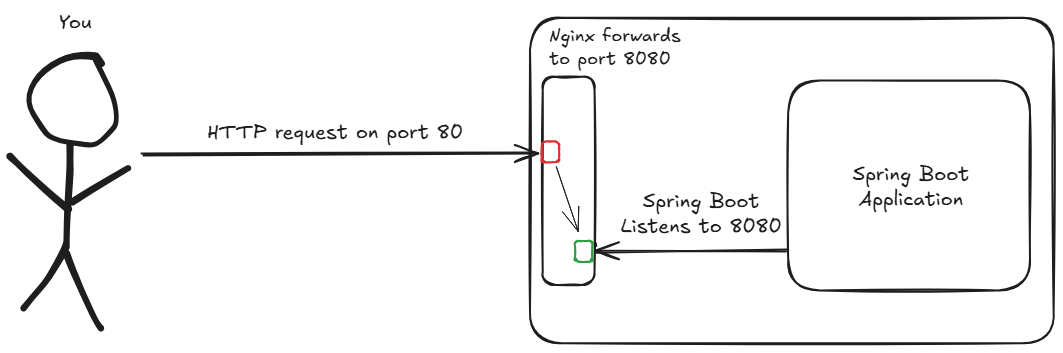 You
HTTP request on port 80
Nginx forwards
to port 8080
Spring Boot
Listens to 8080
Spring Boot
Application